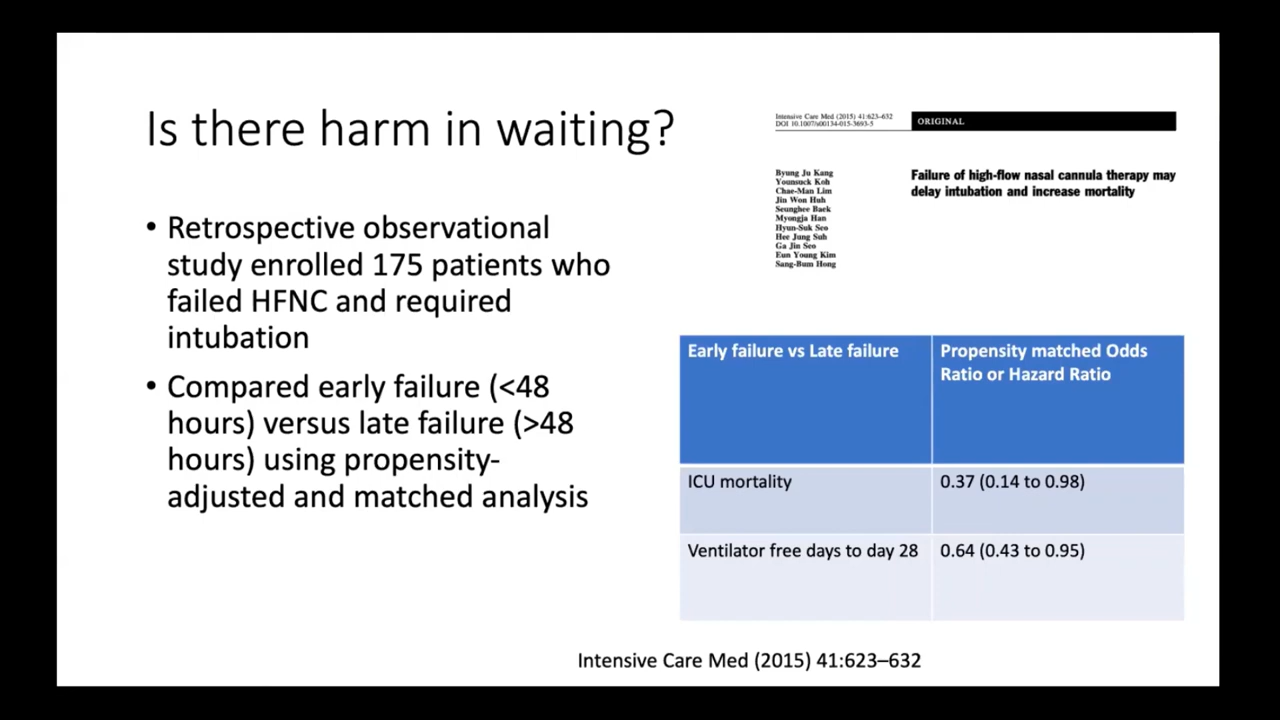 Is there harm in waiting?
Intensive Care Med (2015) 41:623–632
DOI 10.1007/s00134-015-3693-5
ORIGINAL
Byung Ju Kang
Younsuck Koh
Chae-Man Lim
Jin Won Huh
Seunghee Baek
Myongja Han
Hyun-Suk Seo
Hee Jung Suh
Ga Jin Seo
Eun Young Kim
Sang-Bum Hong
Failure of high-flow nasal cannula therapy may
delay intubation and increase mortality
• Retrospective observational
study enrolled 175 patients who
failed HFNC and required
intubation
• Compared early failure (<48
hours) versus late failure (>48
hours) using propensity-
adjusted and matched analysis
Early failure vs Late failure
Propensity matched Odds
Ratio or Hazard Ratio
ICU mortality
0.37 (0.14 to 0.98)
Ventilator free days to day 28
0.64 (0.43 to 0.95)
Intensive Care Med (2015) 41:623–632